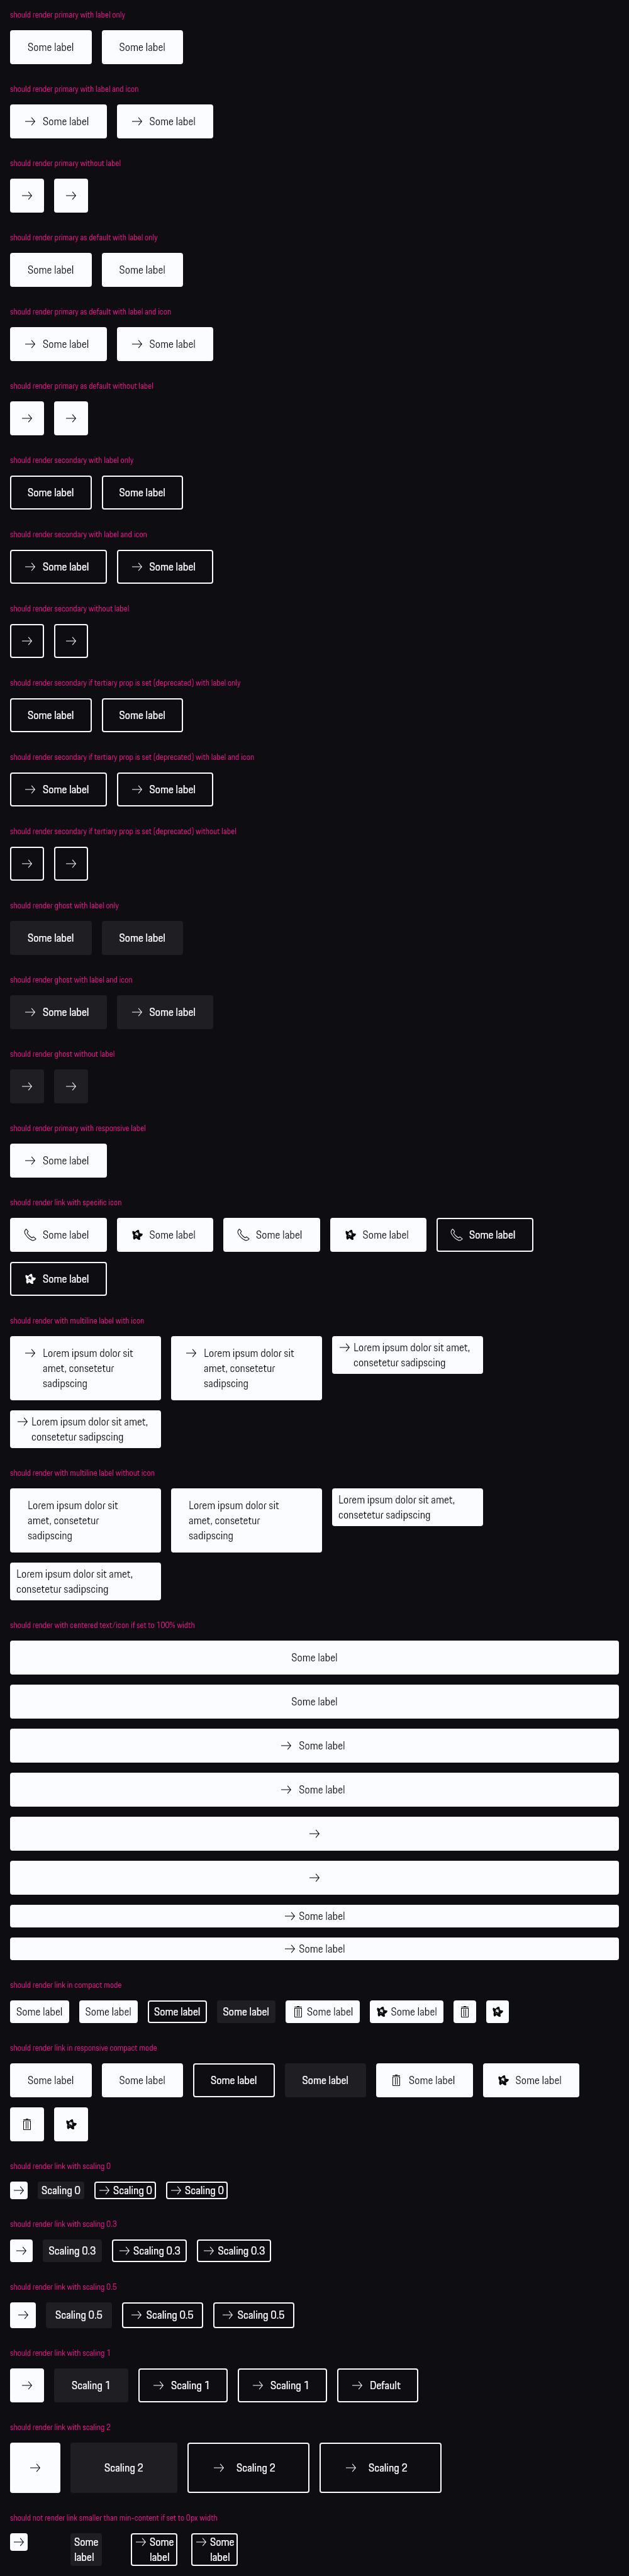 should render primary with label only
Some label Some label
should render primary with label and icon
Some label Some label
should render primary without label
should render primary as default with label only
Some label Some label
should render primary as default with label and icon
Some label Some label
should render primary as default without label
should render secondary with label only
Some label Some label
should render secondary with label and icon
Some label Some label
should render secondary without label
should render secondary if tertiary prop is set (deprecated) with label only
Some label Some label
should render secondary if tertiary prop is set (deprecated) with label and icon
Some label Some label
should render secondary if tertiary prop is set (deprecated) without label
should render ghost with label only
Some label Some label
should render ghost with label and icon
Some label Some label
should render ghost without label
should render primary with responsive label
Some label
should render link with specific icon
Some label Some label Some label Some label Some label
Some label
should render with multiline label with icon
Lorem ipsum dolor sit
amet, consetetur
sadipscing
Lorem ipsum dolor sit
amet, consetetur
sadipscing
Lorem ipsum dolor sit amet,
consetetur sadipscing
Lorem ipsum dolor sit amet,
consetetur sadipscing
should render with multiline label without icon
Lorem ipsum dolor sit
amet, consetetur
sadipscing
Lorem ipsum dolor sit
amet, consetetur
sadipscing
Lorem ipsum dolor sit amet,
consetetur sadipscing
Lorem ipsum dolor sit amet,
consetetur sadipscing
should render with centered text/icon if set to 100% width
Some label
Some label
Some label
Some label
Some label
Some label
should render link in compact mode
Some label Some label Some label Some label Some label Some label
should render link in responsive compact mode
Some label Some label Some label Some label Some label Some label
should render link with scaling 0
Scaling 0 Scaling 0 Scaling 0
should render link with scaling 0.3
Scaling 0.3 Scaling 0.3 Scaling 0.3
should render link with scaling 0.5
Scaling 0.5 Scaling 0.5 Scaling 0.5
should render link with scaling 1
Scaling 1 Scaling 1 Scaling 1 Default
should render link with scaling 2
Scaling 2 Scaling 2 Scaling 2
should not render link smaller than min-content if set to 0px width
Some
label
Some
label
Some
label